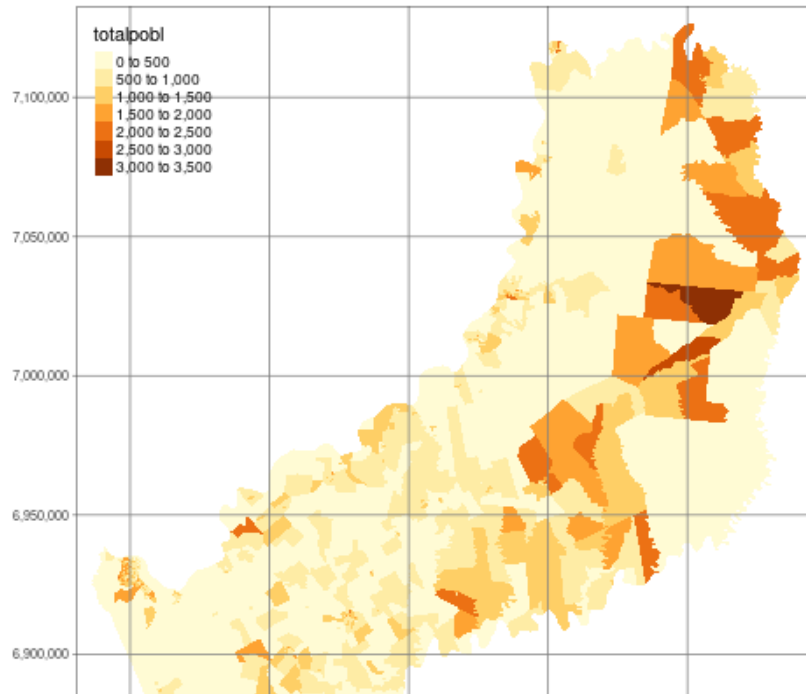 totalpobl
0 to 500
500 to 1,000
1,000 to 1,500
1,500 to 2,000
2,000 to 2,500
2,500 to 3,000
3,000 to 3,500
7,100,000
7,050,000
7,000,000
6,950,000
6,900,000